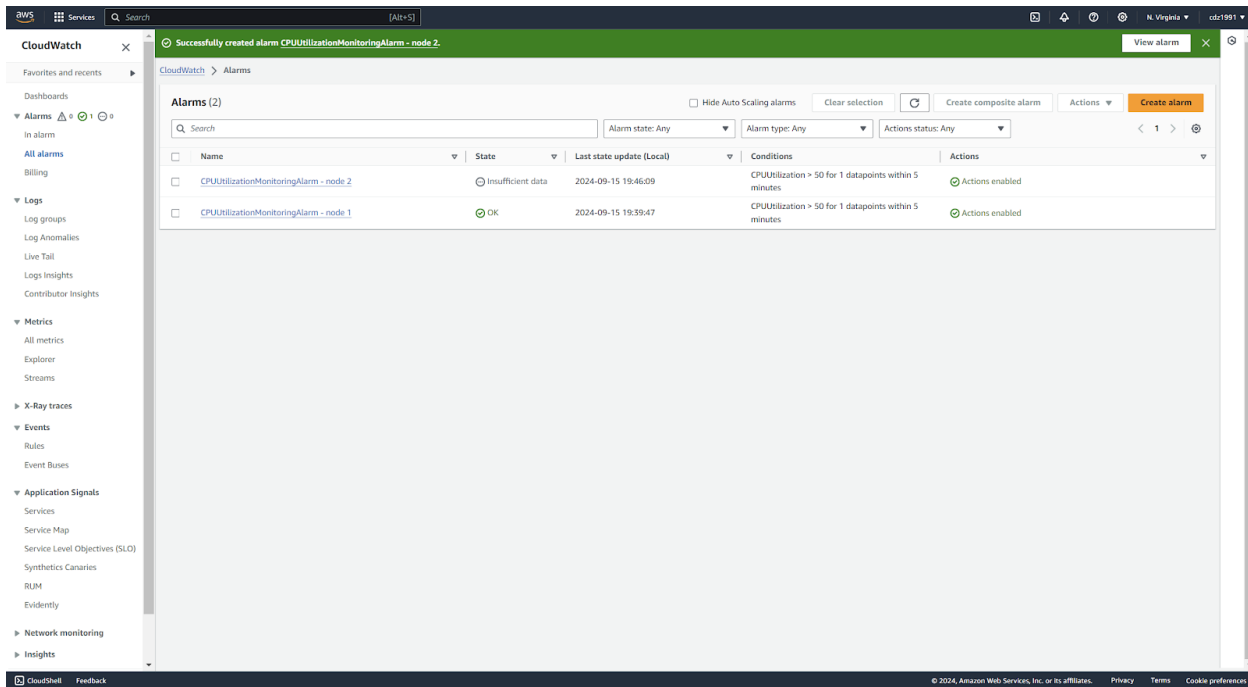 aws Services Search [Alt+S] N. Virginia cdz1991
CloudWatch
Favorites and recents
Dashboards
Alarms 0 1 0
In alarm
All alarms
Billing
Logs
Log groups
Log Anomalies
Live Tail
Logs Insights
Contributor Insights
Metrics
All metrics
Explorer
Streams
X-Ray traces
Events
Rules
Event Buses
Application Signals
Services
Service Map
Service Level Objectives (SLO)
Synthetics Canaries
RUM
Evidently
Network monitoring
Insights
Successfully created alarm CPUUtilizationMonitoringAlarm - node 2. View alarm
CloudWatch Alarms
Alarms (2) Hide Auto Scaling alarms Clear selection Create composite alarm Actions Create alarm
Search Alarm state: Any Alarm type: Any Actions status: Any 1
Name State Last state update (Local) Conditions Actions
CPUUtilizationMonitoringAlarm - node 2 Insufficient data 2024-09-15 19:46:09 CPUUtilization > 50 for 1 datapoints within 5 Actions enabled
minutes
CPUUtilizationMonitoringAlarm - node 1 OK 2024-09-15 19:39:47 CPUUtilization > 50 for 1 datapoints within 5 Actions enabled
minutes
CloudShell Feedback © 2024, Amazon Web Services, Inc. or its affiliates. Privacy Terms Cookie preferences